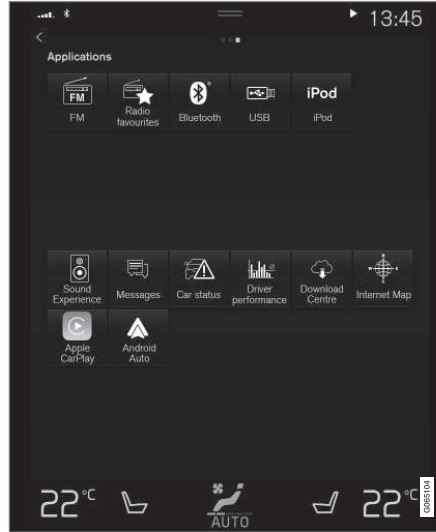 13:45
Applications
FM
FM
Radio
favourites
Bluetooth
USB
iPod
iPod
Sound
Experience
Messages
Car status
Driver
performance
Download
Centre
Internet Map
Apple
CarPlay
Android
Auto
22°C
AUTO
22°C
G065104